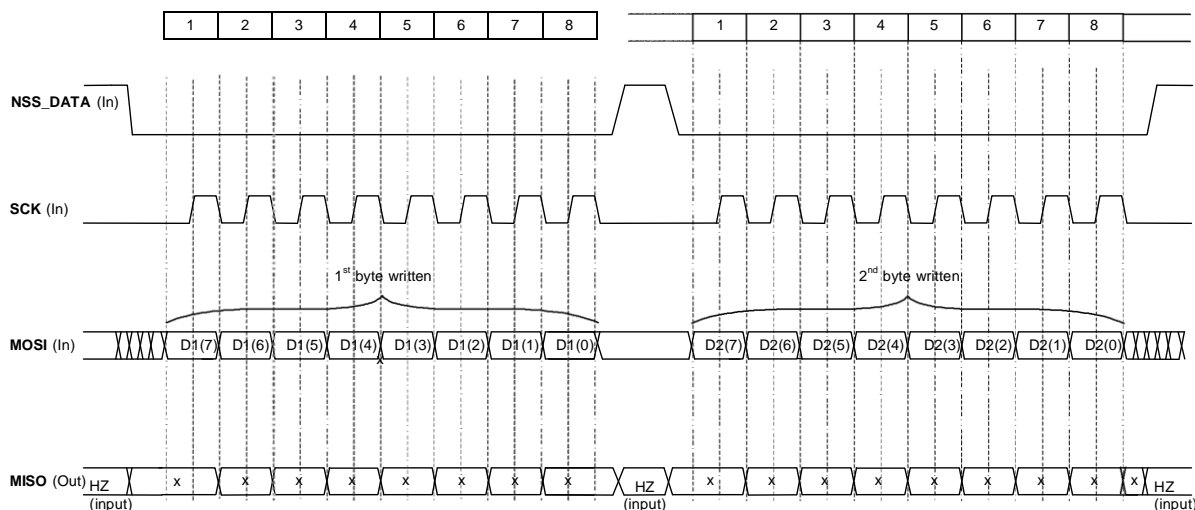 1 2 3 4 5 6 7 8 1 2 3 4 5 6 7 8
NSS_DATA (In)
SCK (In)
1st byte written 2nd byte written
MOSI (In) D1(7) D1(6) D1(5) D1(4) D1(3) D1(2) D1(1) D1(0) D2(7) D2(6) D2(5) D2(4) D2(3) D2(2) D2(1) D2(0)
x
MISO (Out) HZ x x x x x x x x HZ x x x x x x x x x HZ
(input) (input) (input)